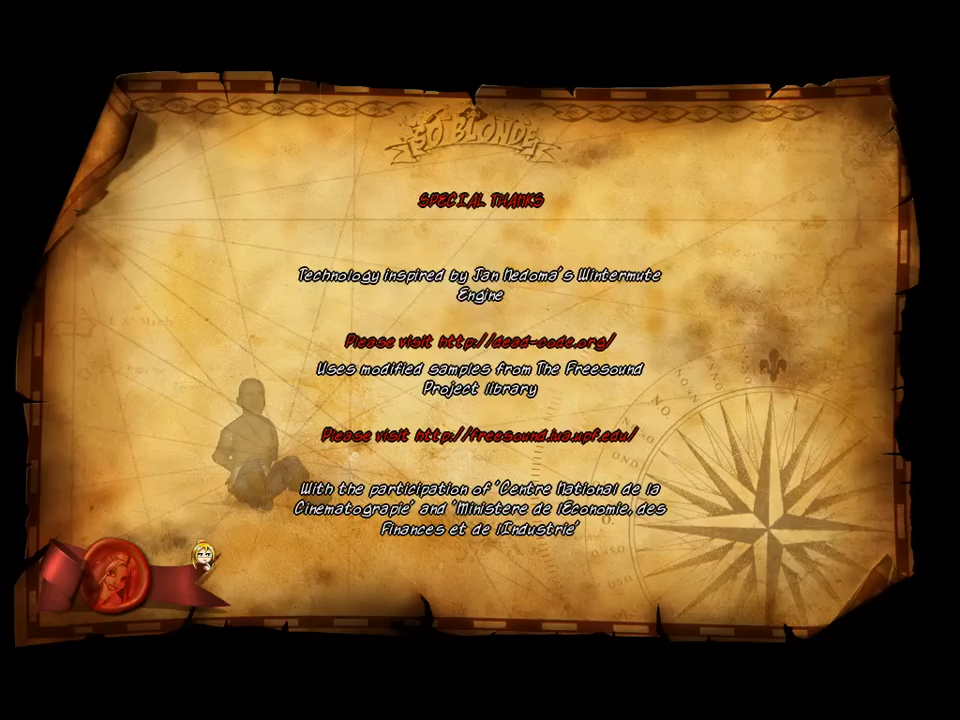 SO BLONDE
SPECIAL THANKS
Technology inspired by Jan Nedoma's Wintermute
Engine
Please visit http://dead-code.org/
Uses modified samples from The Freesound
Project library
Please visit http://freesound.iua.upf.edu/
With the participation of 'Centre National de la
Cinematograpie' and 'Ministere de l'Economie, des
Finances et de l'Industrie'